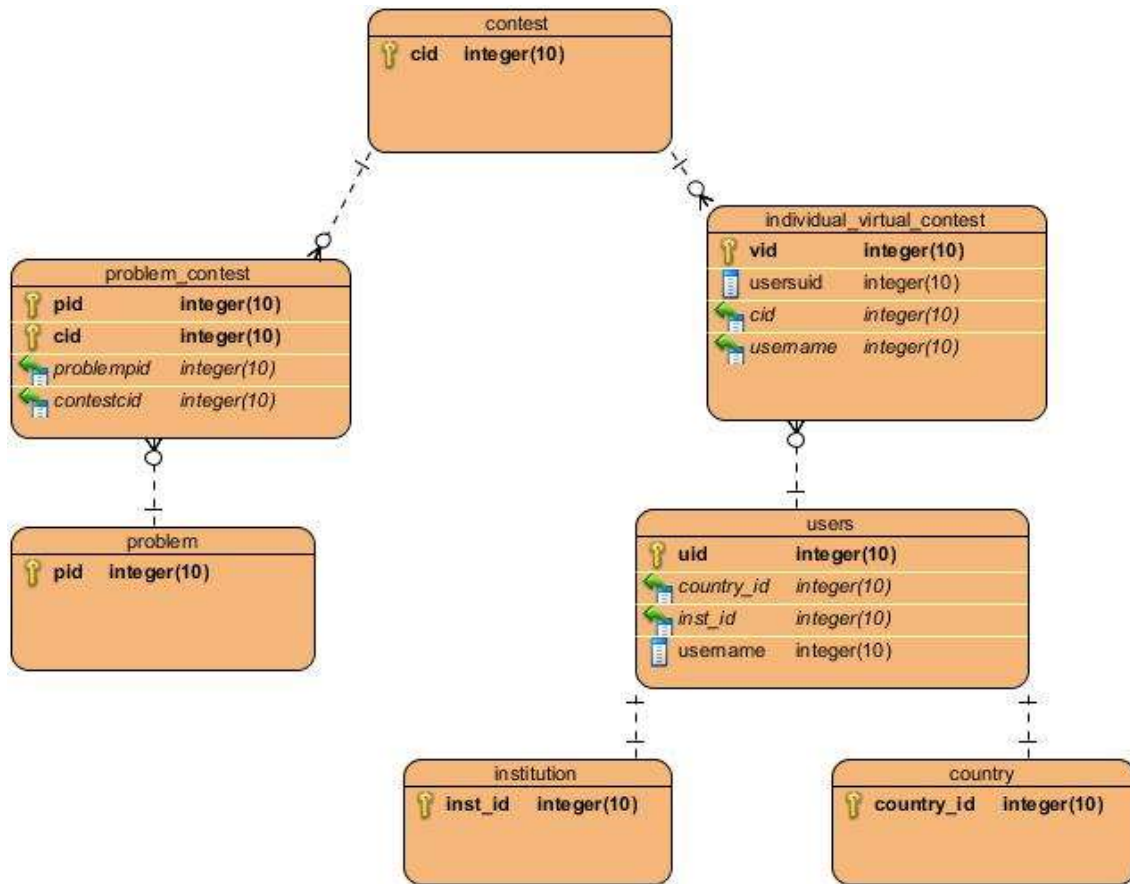 contest
cid integer(10)
individual_virtual_contest
vid integer(10)
usersuid integer(10)
cid integer(10)
username integer(10)
problem_contest
pid integer(10)
cid integer(10)
problempid integer(10)
contestcid integer(10)
problem
pid integer(10)
users
uid integer(10)
country_id integer(10)
inst_id integer(10)
username integer(10)
institution
inst_id integer(10)
country
country_id integer(10)